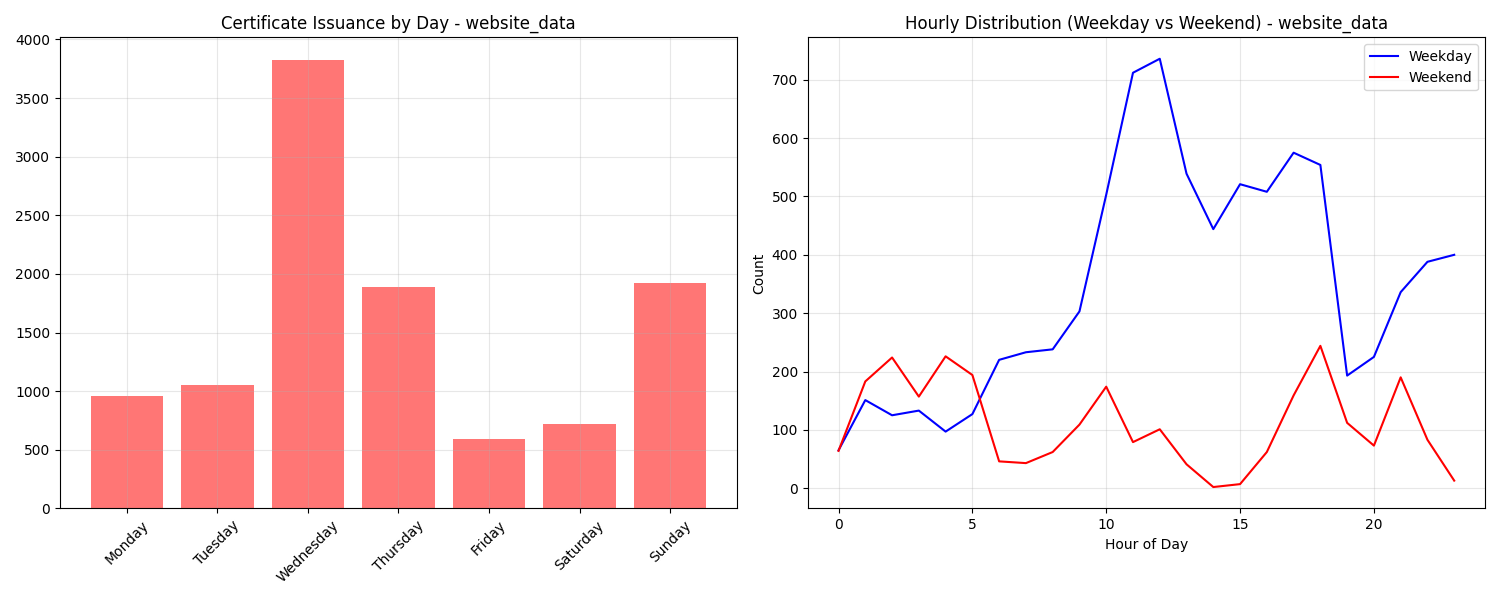 Certificate Issuance by Day - website_data
4000
3500
3000
2500
2000
1500
1000
500
0
Monday
Tuesday
Wednesday
Thursday
Friday
Saturday
Sunday
Hourly Distribution (Weekday vs Weekend) - website_data
Weekday
Weekend
Count
700
600
500
400
300
200
100
0
0
5
10
15
20
Hour of Day